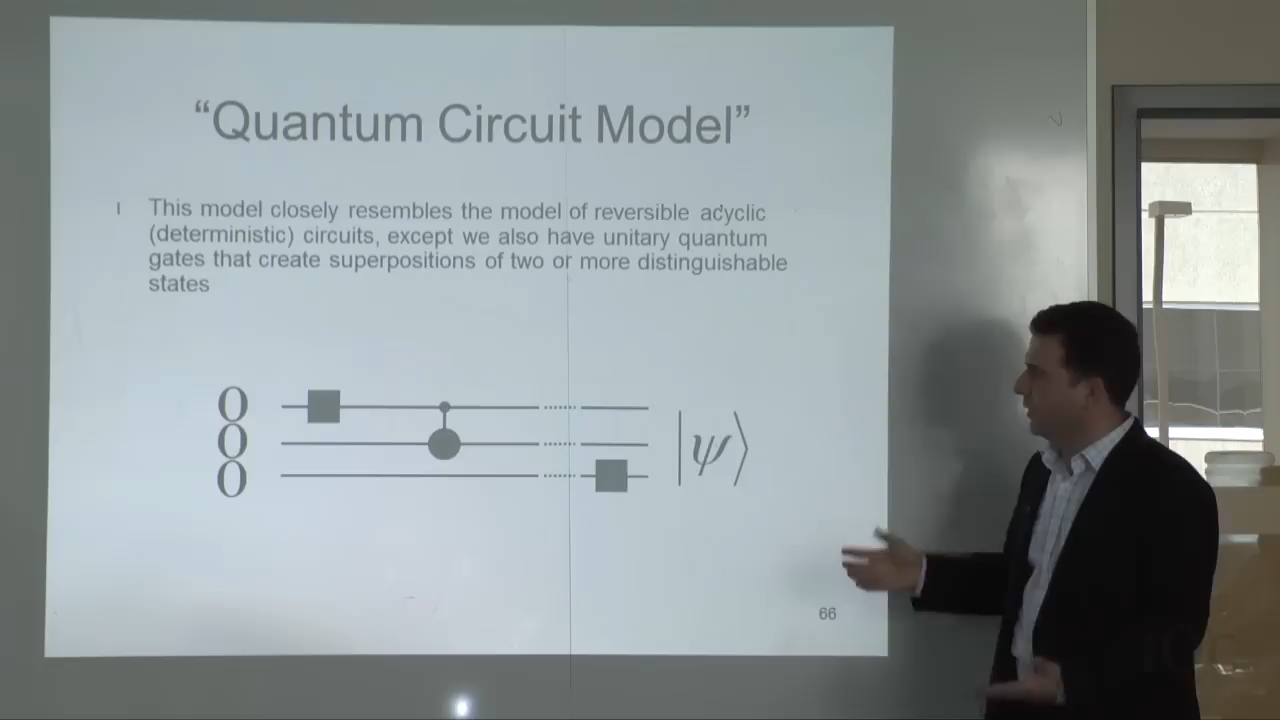 “Quantum Circuit Model”
This model closely resembles the model of reversible acyclic
(deterministic) circuits, except we also have unitary quantum
gates that create superpositions of two or more distinguishable
states
0
0
0
|ψ⟩
66